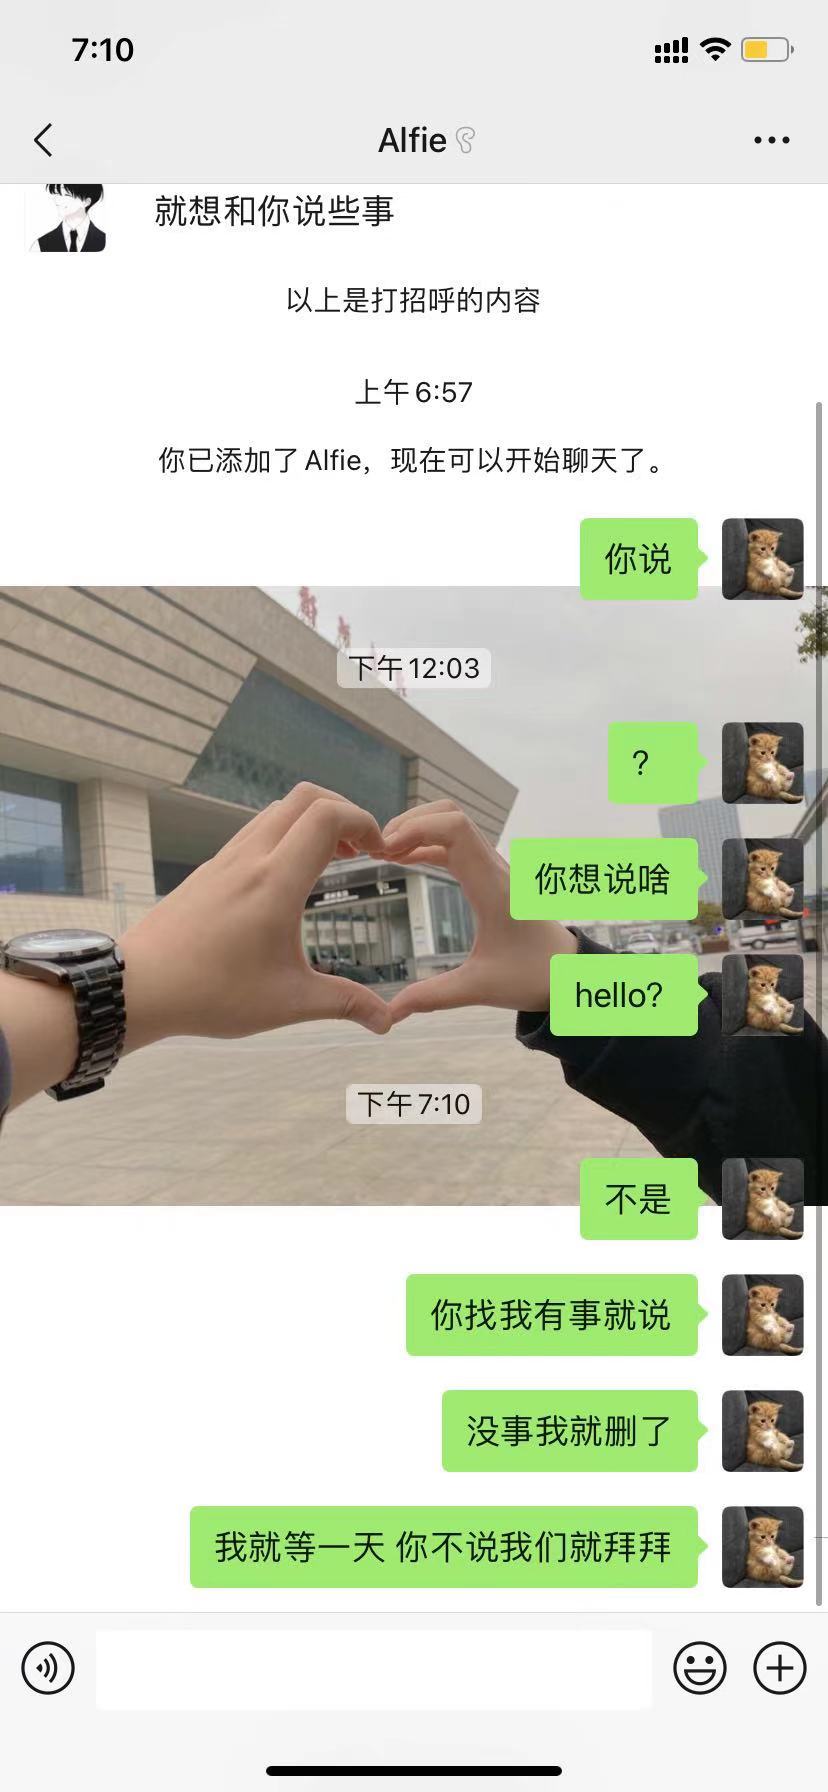 7:10
Alfie
就想和你说些事
以上是打招呼的内容
上午6:57
你已添加了Alfie，现在可以开始聊天了。
你说
下午12:03
?
你想说啥
hello?
下午7:10
不是
你找我有事就说
没事我就删了
我就等一天 你不说我们就拜拜